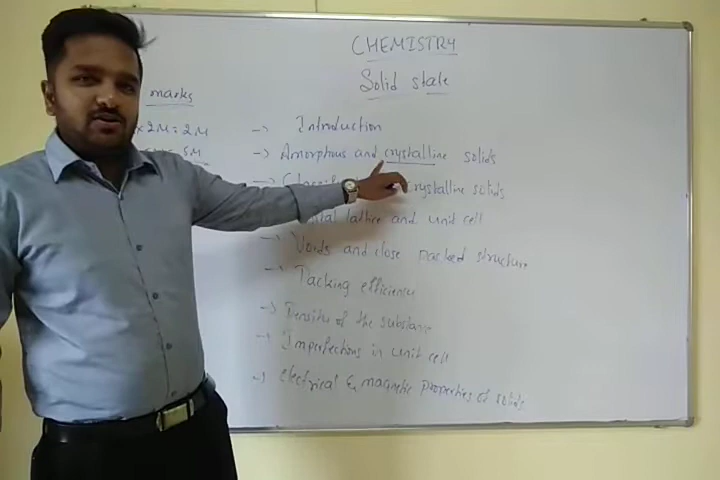 CHEMISTRY
Solid state
marks
x 2M = 2M
5M
-> Introduction
-> Amorphous and crystalline solids
-> crystalline solids
lattice and unit cell
-> Voids and close packed structure
-> Packing efficiency
-> Density of the substance
-> Imperfections in unit cell
-> Electrical & magnetic properties of solids